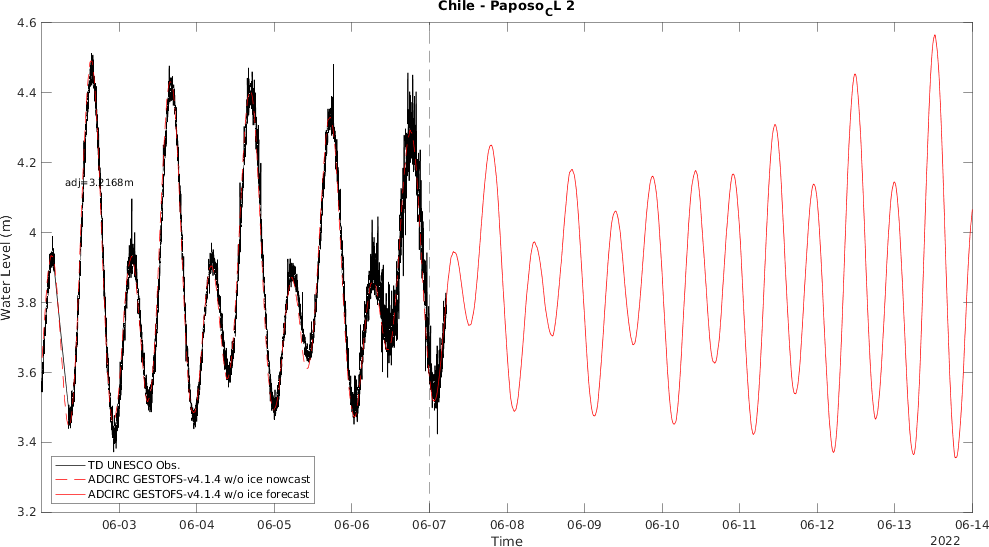 Chile - Paposo_CL 2
4.6
4.4
4.2
4
3.8
3.6
3.4
3.2
Water Level (m)
adj=3.2168m
TD UNESCO Obs.
ADCIRC GESTOFS-v4.1.4 w/o ice nowcast
ADCIRC GESTOFS-v4.1.4 w/o ice forecast
06-03 06-04 06-05 06-06 06-07 06-08 06-09 06-10 06-11 06-12 06-13 06-14
Time
2022